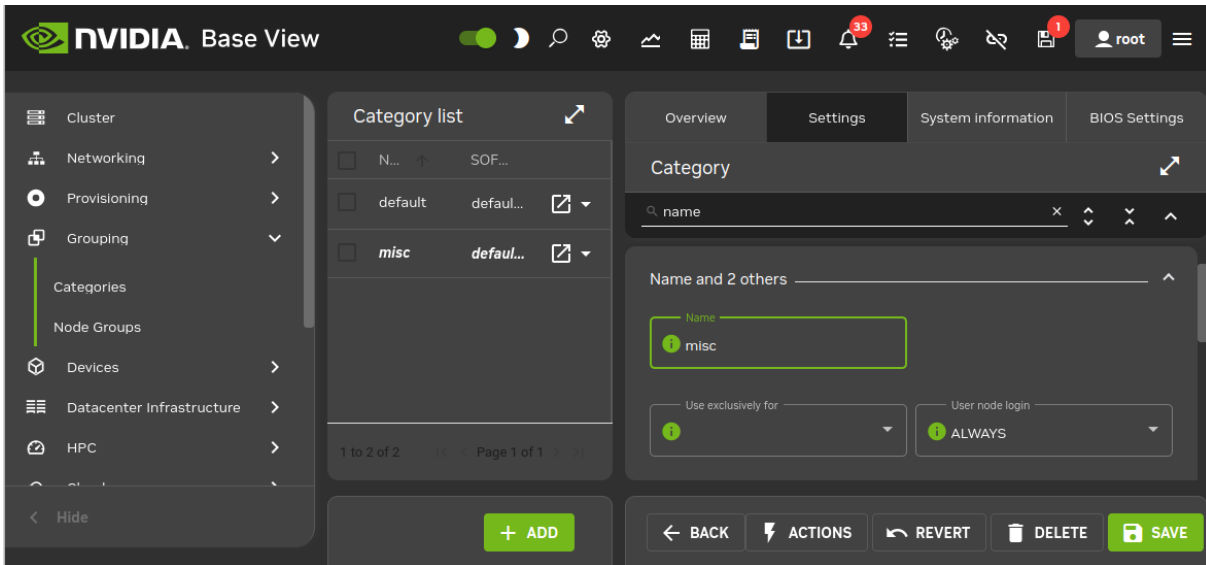 NVIDIA. Base View
33
1
root
Cluster
Networking
Provisioning
Grouping
Categories
Node Groups
Devices
Datacenter Infrastructure
HPC
Hide
Category list
N... SOF...
default defaul...
misc defaul...
1 to 2 of 2 Page 1 of 1
+ ADD
Overview Settings System information BIOS Settings
Category
name
Name and 2 others
Name
misc
Use exclusively for
User node login
ALWAYS
BACK ACTIONS REVERT DELETE SAVE